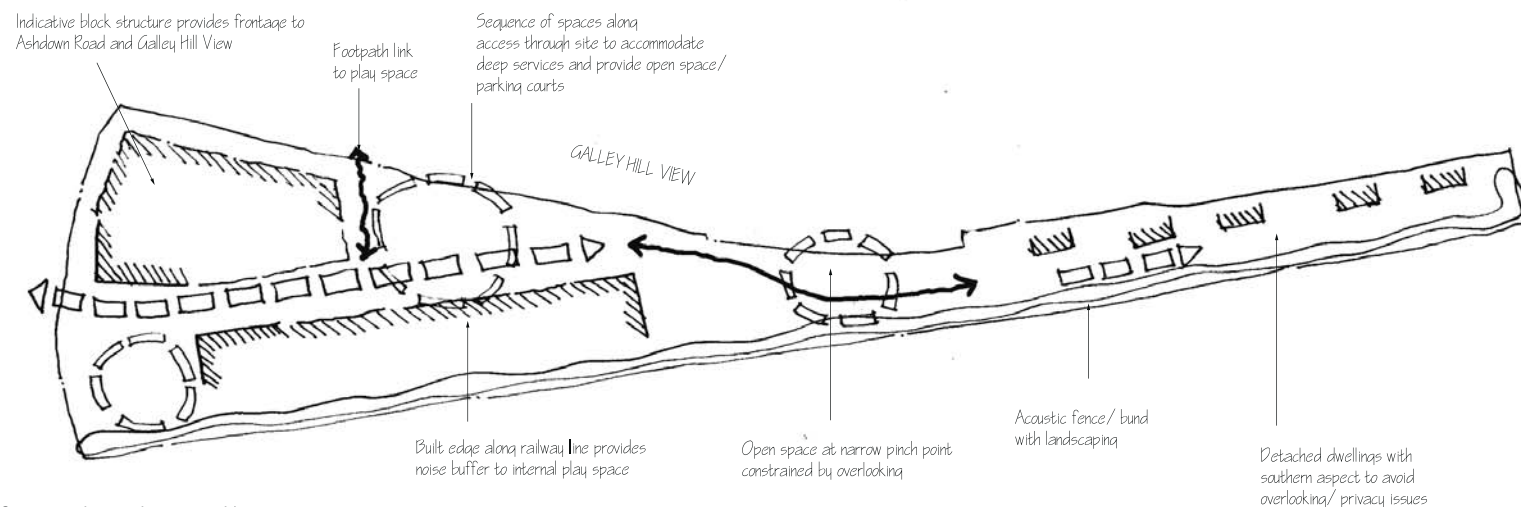 Indicative block structure provides frontage to
Ashdown Road and Galley Hill View
Footpath link
to play space
Sequence of spaces along
access through site to accommodate
deep services and provide open space/
parking courts
GALLEY HILL VIEW
Built edge along railway line provides
noise buffer to internal play space
Open space at narrow pinch point
constrained by overlooking
Acoustic fence/ bund
with landscaping
Detached dwellings with
southern aspect to avoid
overlooking/ privacy issues